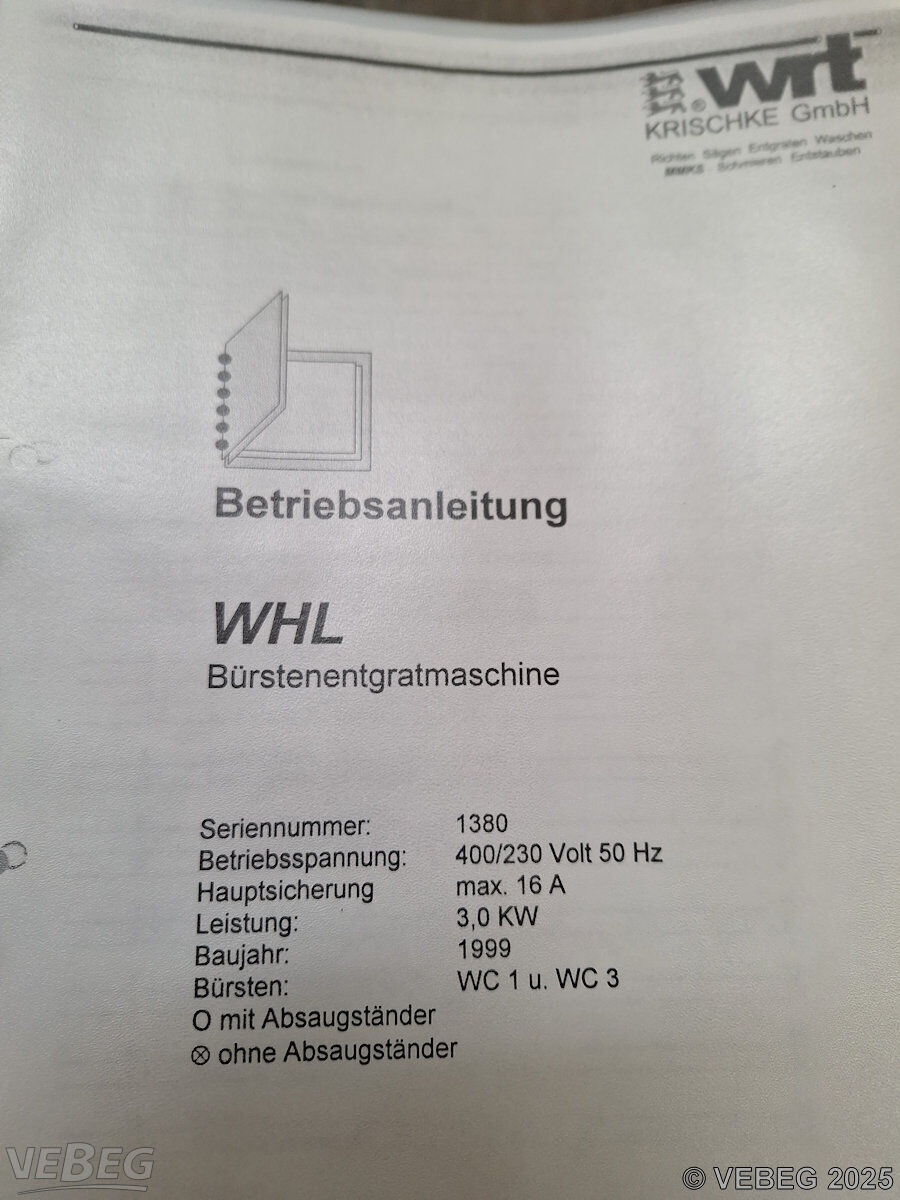 wrt
®
KRISCHKE GmbH
Richten Sägen Entgraten Waschen
MMKS Schmieren Entstauben
Betriebsanleitung
WHL
Bürstenentgratmaschine
Seriennummer: 1380
Betriebsspannung: 400/230 Volt 50 Hz
Hauptsicherung max. 16 A
Leistung: 3,0 KW
Baujahr: 1999
Bürsten: WC 1 u. WC 3
O mit Absaugständer
⊗ ohne Absaugständer
VEBEG
© VEBEG 2025